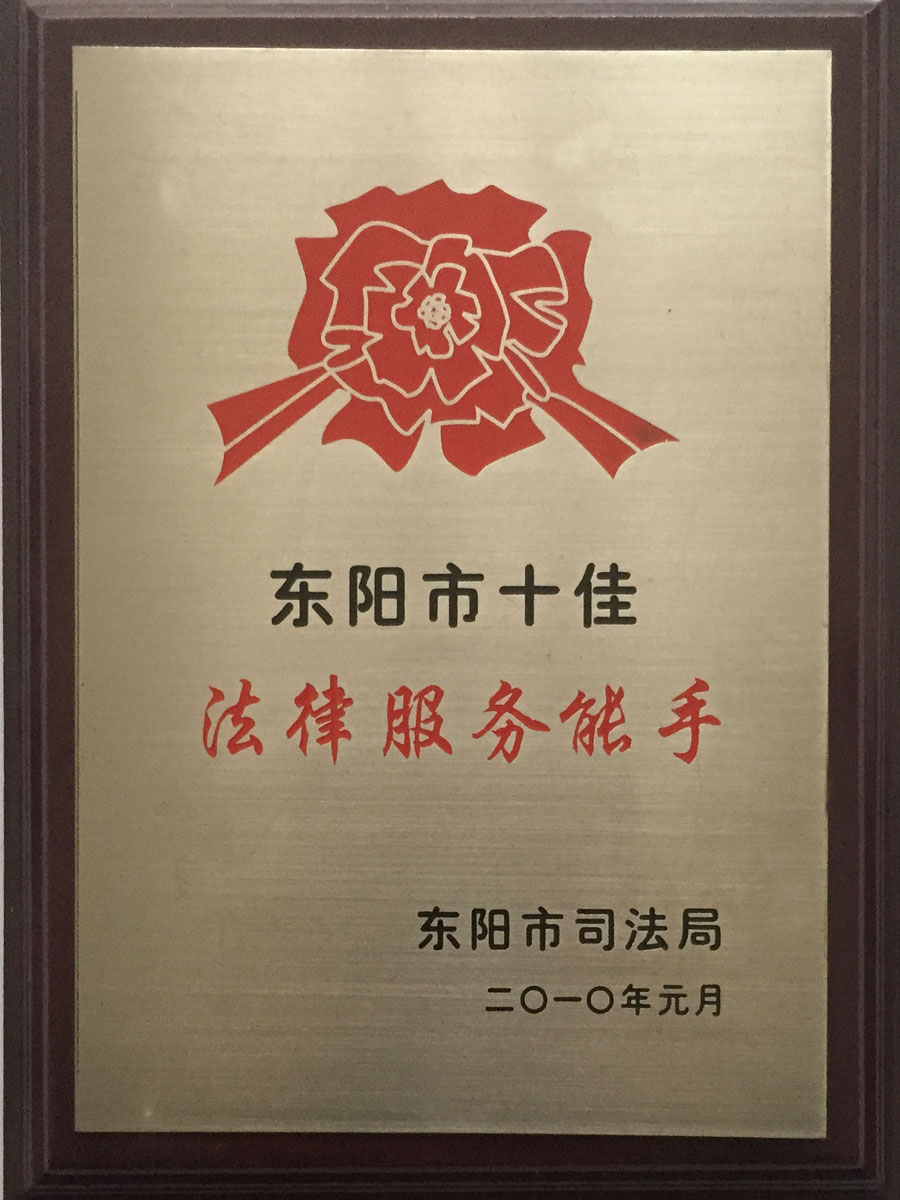 东阳市十佳
法律服务能手
东阳市司法局
二〇一〇年元月